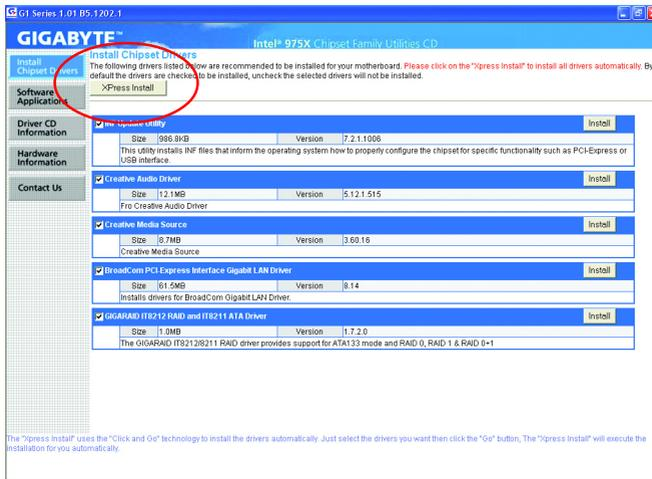 G1 Series 1.01 B5.1202.1
GIGABYTE™
Intel® 975X Chipset Family Utilities CD
Install Chipset Drivers
Software Applications
Driver CD Information
Hardware Information
Contact Us
Install Chipset Drivers
The following drivers listed below are recommended to be installed for your motherboard. Please click on the "Xpress Install" to install all drivers automatically. By
default the drivers are checked to be installed, uncheck the selected drivers will not be installed.
XPress Install
INF Update Utility Install
Size 986.8KB Version 7.2.1.1006
This utility installs INF files that inform the operating system how to properly configure the chipset for specific functionality such as PCI-Express or
USB interface.
Creative Audio Driver Install
Size 12.1MB Version 5.12.1.515
Fro Creative Audio Driver
Creative Media Source Install
Size 8.7MB Version 3.60.16
Creative Media Source
BroadCom PCI-Express Interface Gigabit LAN Driver Install
Size 61.5MB Version 8.14
Installs drivers for BroadCom Gigabit LAN Driver.
GIGARAID IT8212 RAID and IT8211 ATA Driver Install
Size 1.0MB Version 1.7.2.0
The GIGARAID IT8212/8211 RAID driver provides support for ATA133 mode and RAID 0, RAID 1 & RAID 0+1
The "Xpress Install" uses the "Click and Go" technology to install the drivers automatically. Just select the drivers you want then click the "Go" button, The "Xpress Install" will execute the
installation for you automatically.